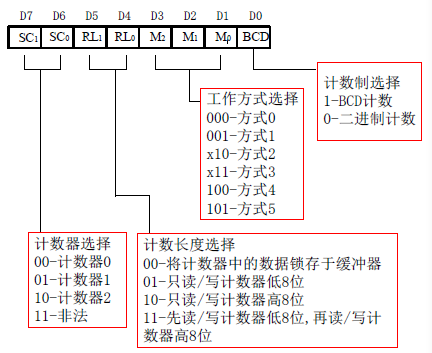 D7 D6 D5 D4 D3 D2 D1 D0
SC₁ SC₀ RL₁ RL₀ M₂ M₁ M₀ BCD
计数制选择
1-BCD计数
0-二进制计数
工作方式选择
000-方式0
001-方式1
x10-方式2
x11-方式3
100-方式4
101-方式5
计数器选择
00-计数器0
01-计数器1
10-计数器2
11-非法
计数长度选择
00-将计数器中的数据锁存于缓冲器
01-只读/写计数器低8位
10-只读/写计数器高8位
11-先读/写计数器低8位,再读/写计
数器高8位